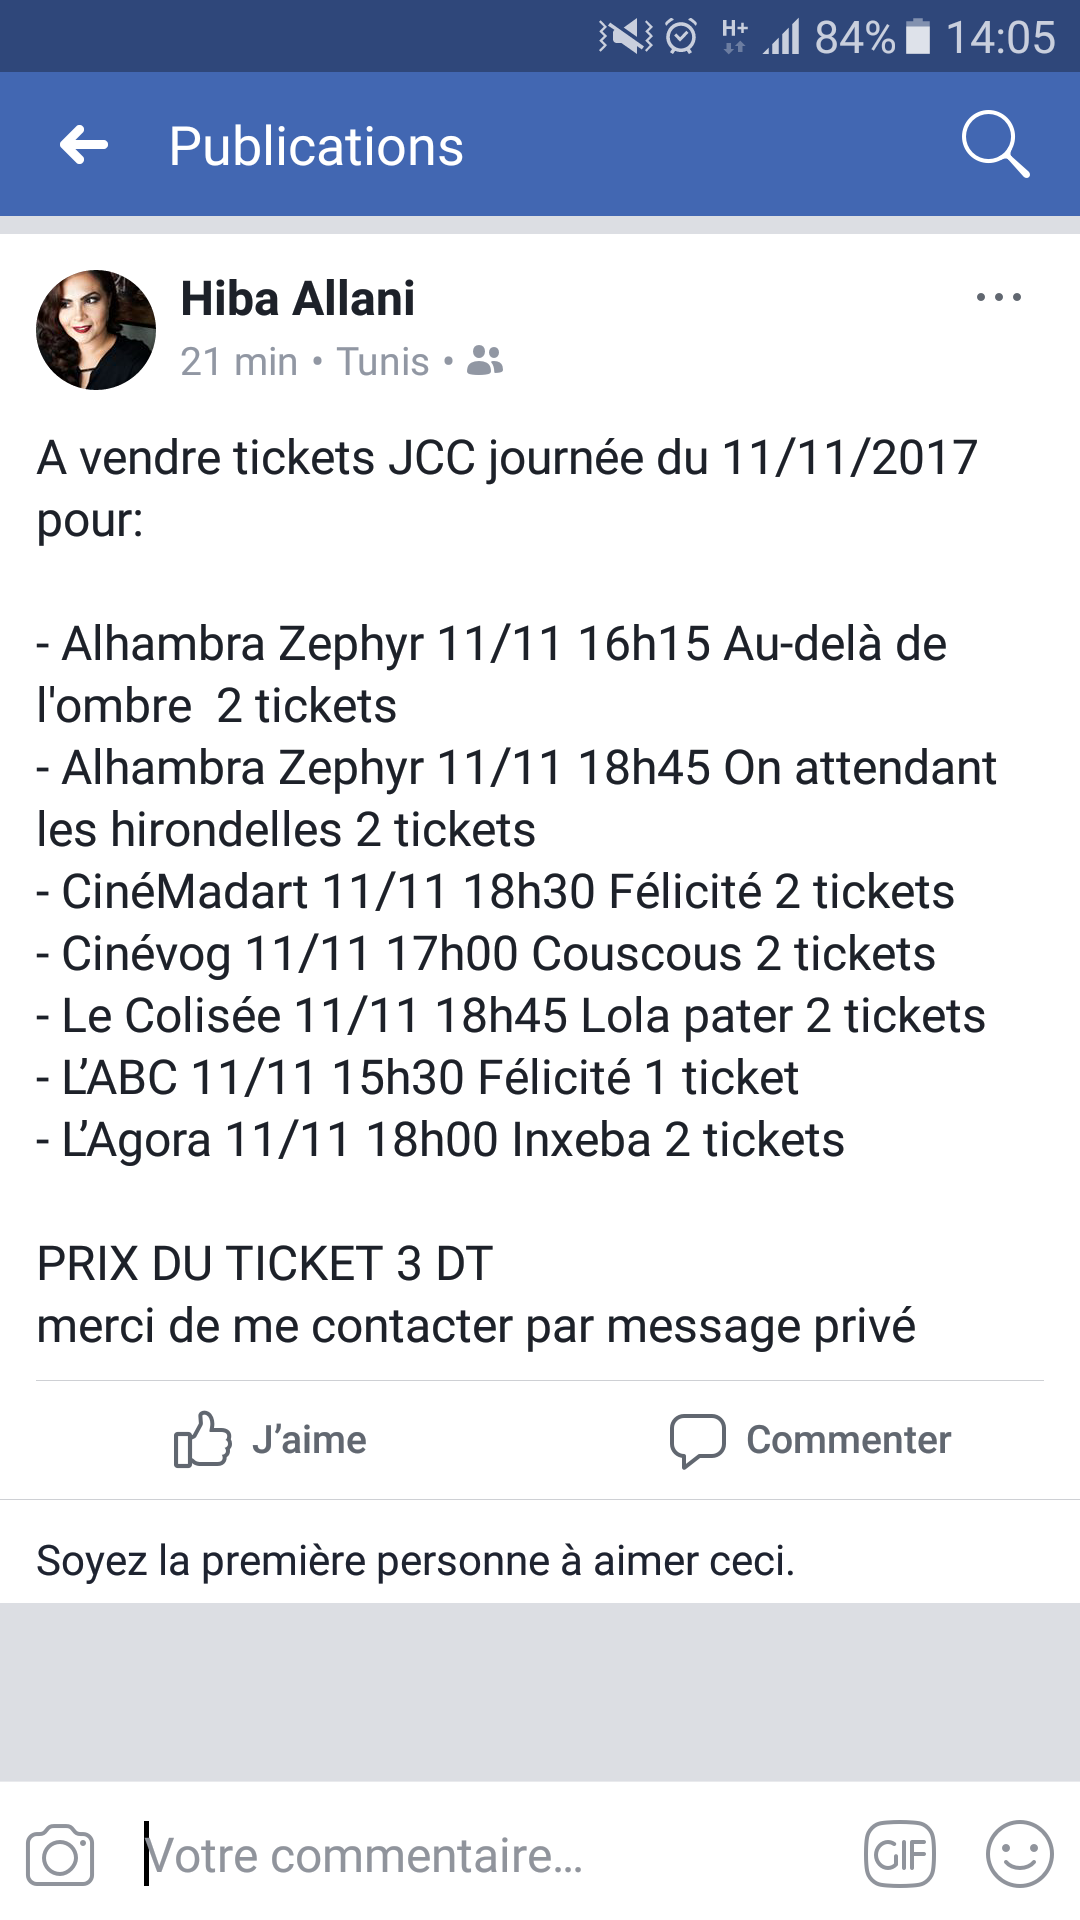 H+ 84% 14:05
Publications
Hiba Allani
21 min • Tunis •
A vendre tickets JCC journée du 11/11/2017
pour:
- Alhambra Zephyr 11/11 16h15 Au-delà de
l'ombre  2 tickets
- Alhambra Zephyr 11/11 18h45 On attendant
les hirondelles 2 tickets
- CinéMadart 11/11 18h30 Félicité 2 tickets
- Cinévog 11/11 17h00 Couscous 2 tickets
- Le Colisée 11/11 18h45 Lola pater 2 tickets
- L’ABC 11/11 15h30 Félicité 1 ticket
- L’Agora 11/11 18h00 Inxeba 2 tickets
PRIX DU TICKET 3 DT
merci de me contacter par message privé
J’aime Commenter
Soyez la première personne à aimer ceci.
Votre commentaire... GIF